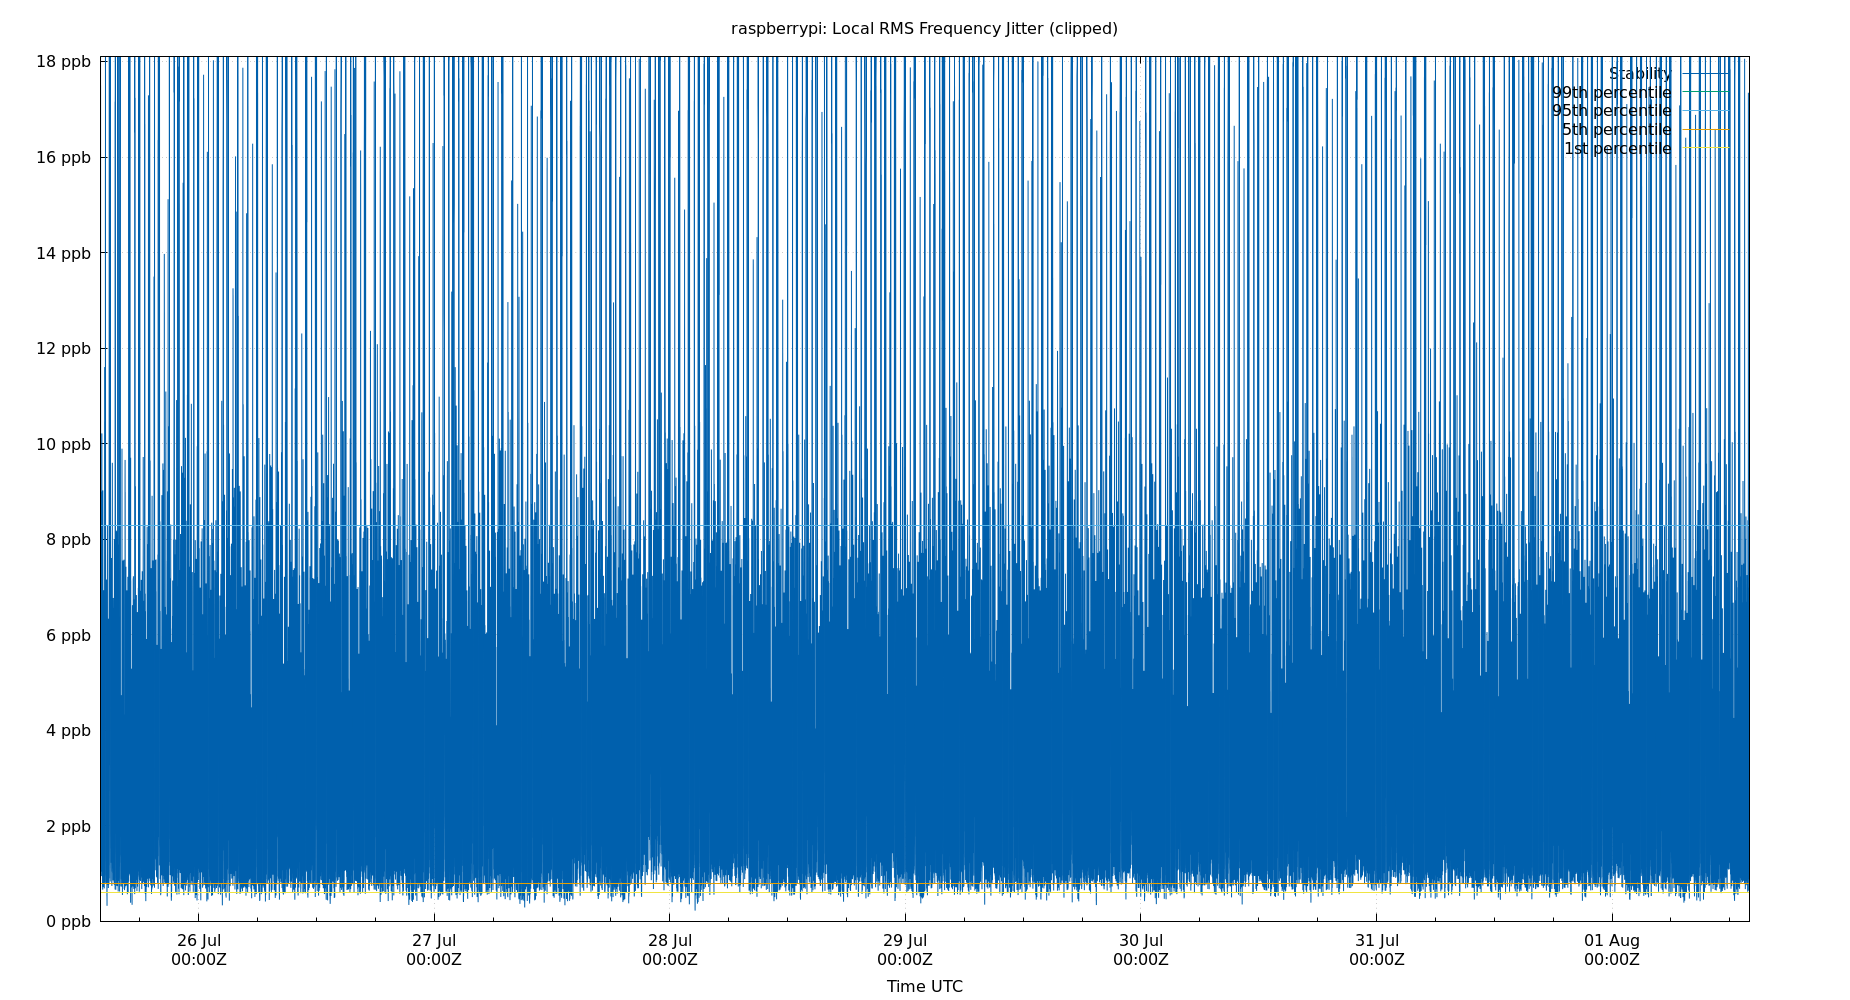 raspberrypi: Local RMS Frequency Jitter (clipped)
18 ppb
16 ppb
14 ppb
12 ppb
10 ppb
8 ppb
6 ppb
4 ppb
2 ppb
0 ppb
Stability
99th percentile
95th percentile
5th percentile
1st percentile
26 Jul 27 Jul 28 Jul 29 Jul 30 Jul 31 Jul 01 Aug
00:00Z 00:00Z 00:00Z 00:00Z 00:00Z 00:00Z 00:00Z
Time UTC